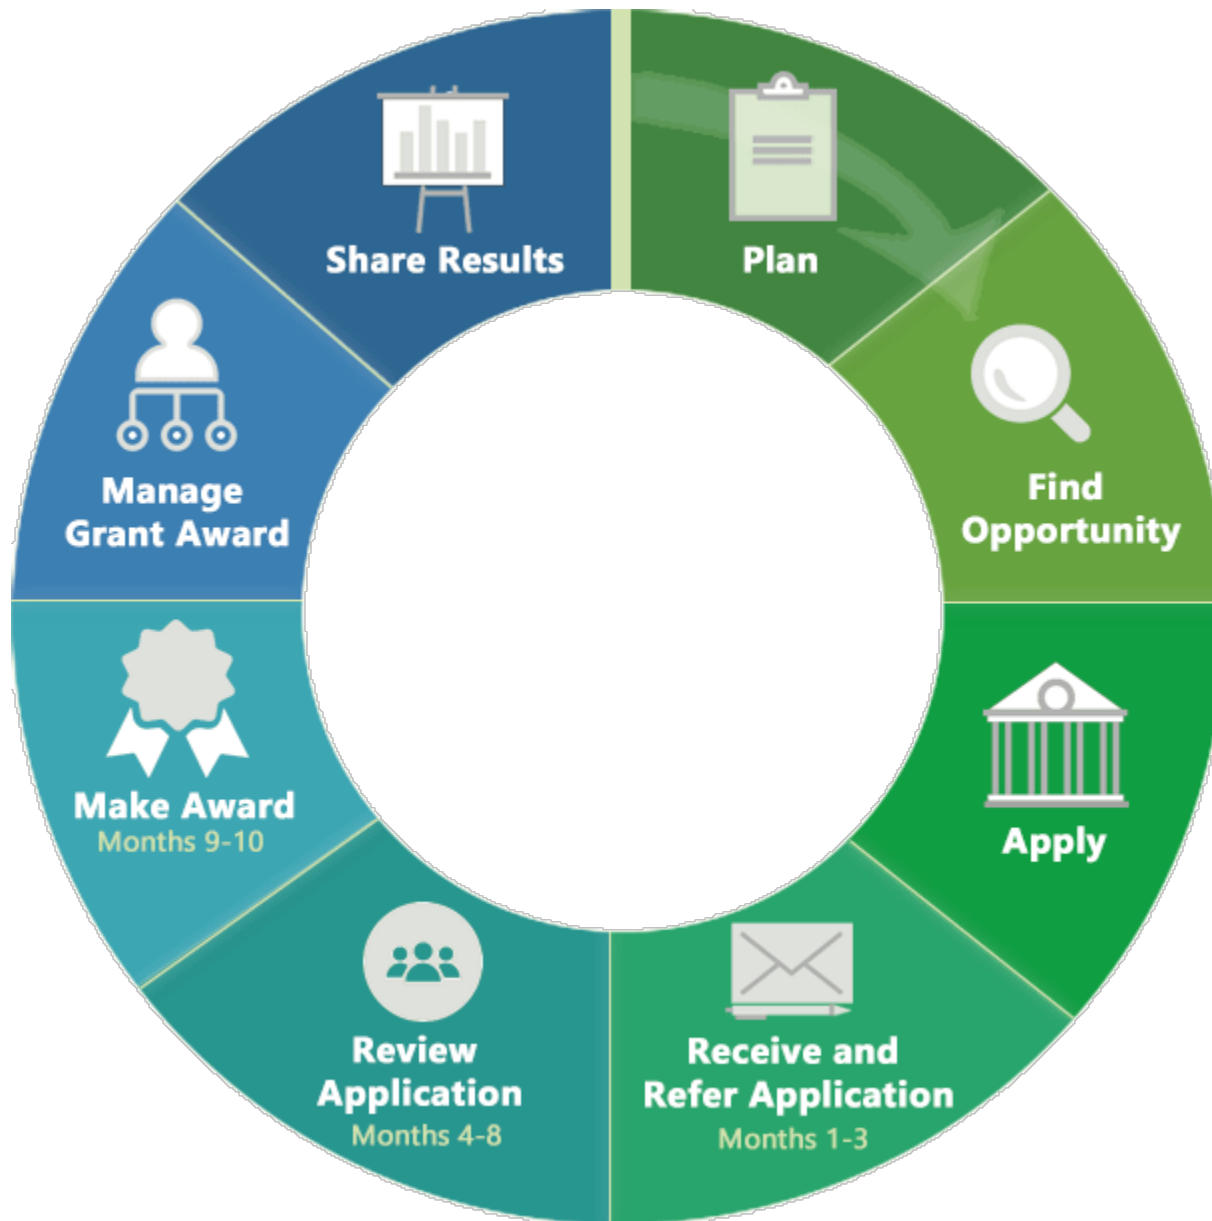 Plan
Find
Opportunity
Apply
Receive and
Refer Application
Months 1-3
Review
Application
Months 4-8
Make Award
Months 9-10
Manage
Grant Award
Share Results